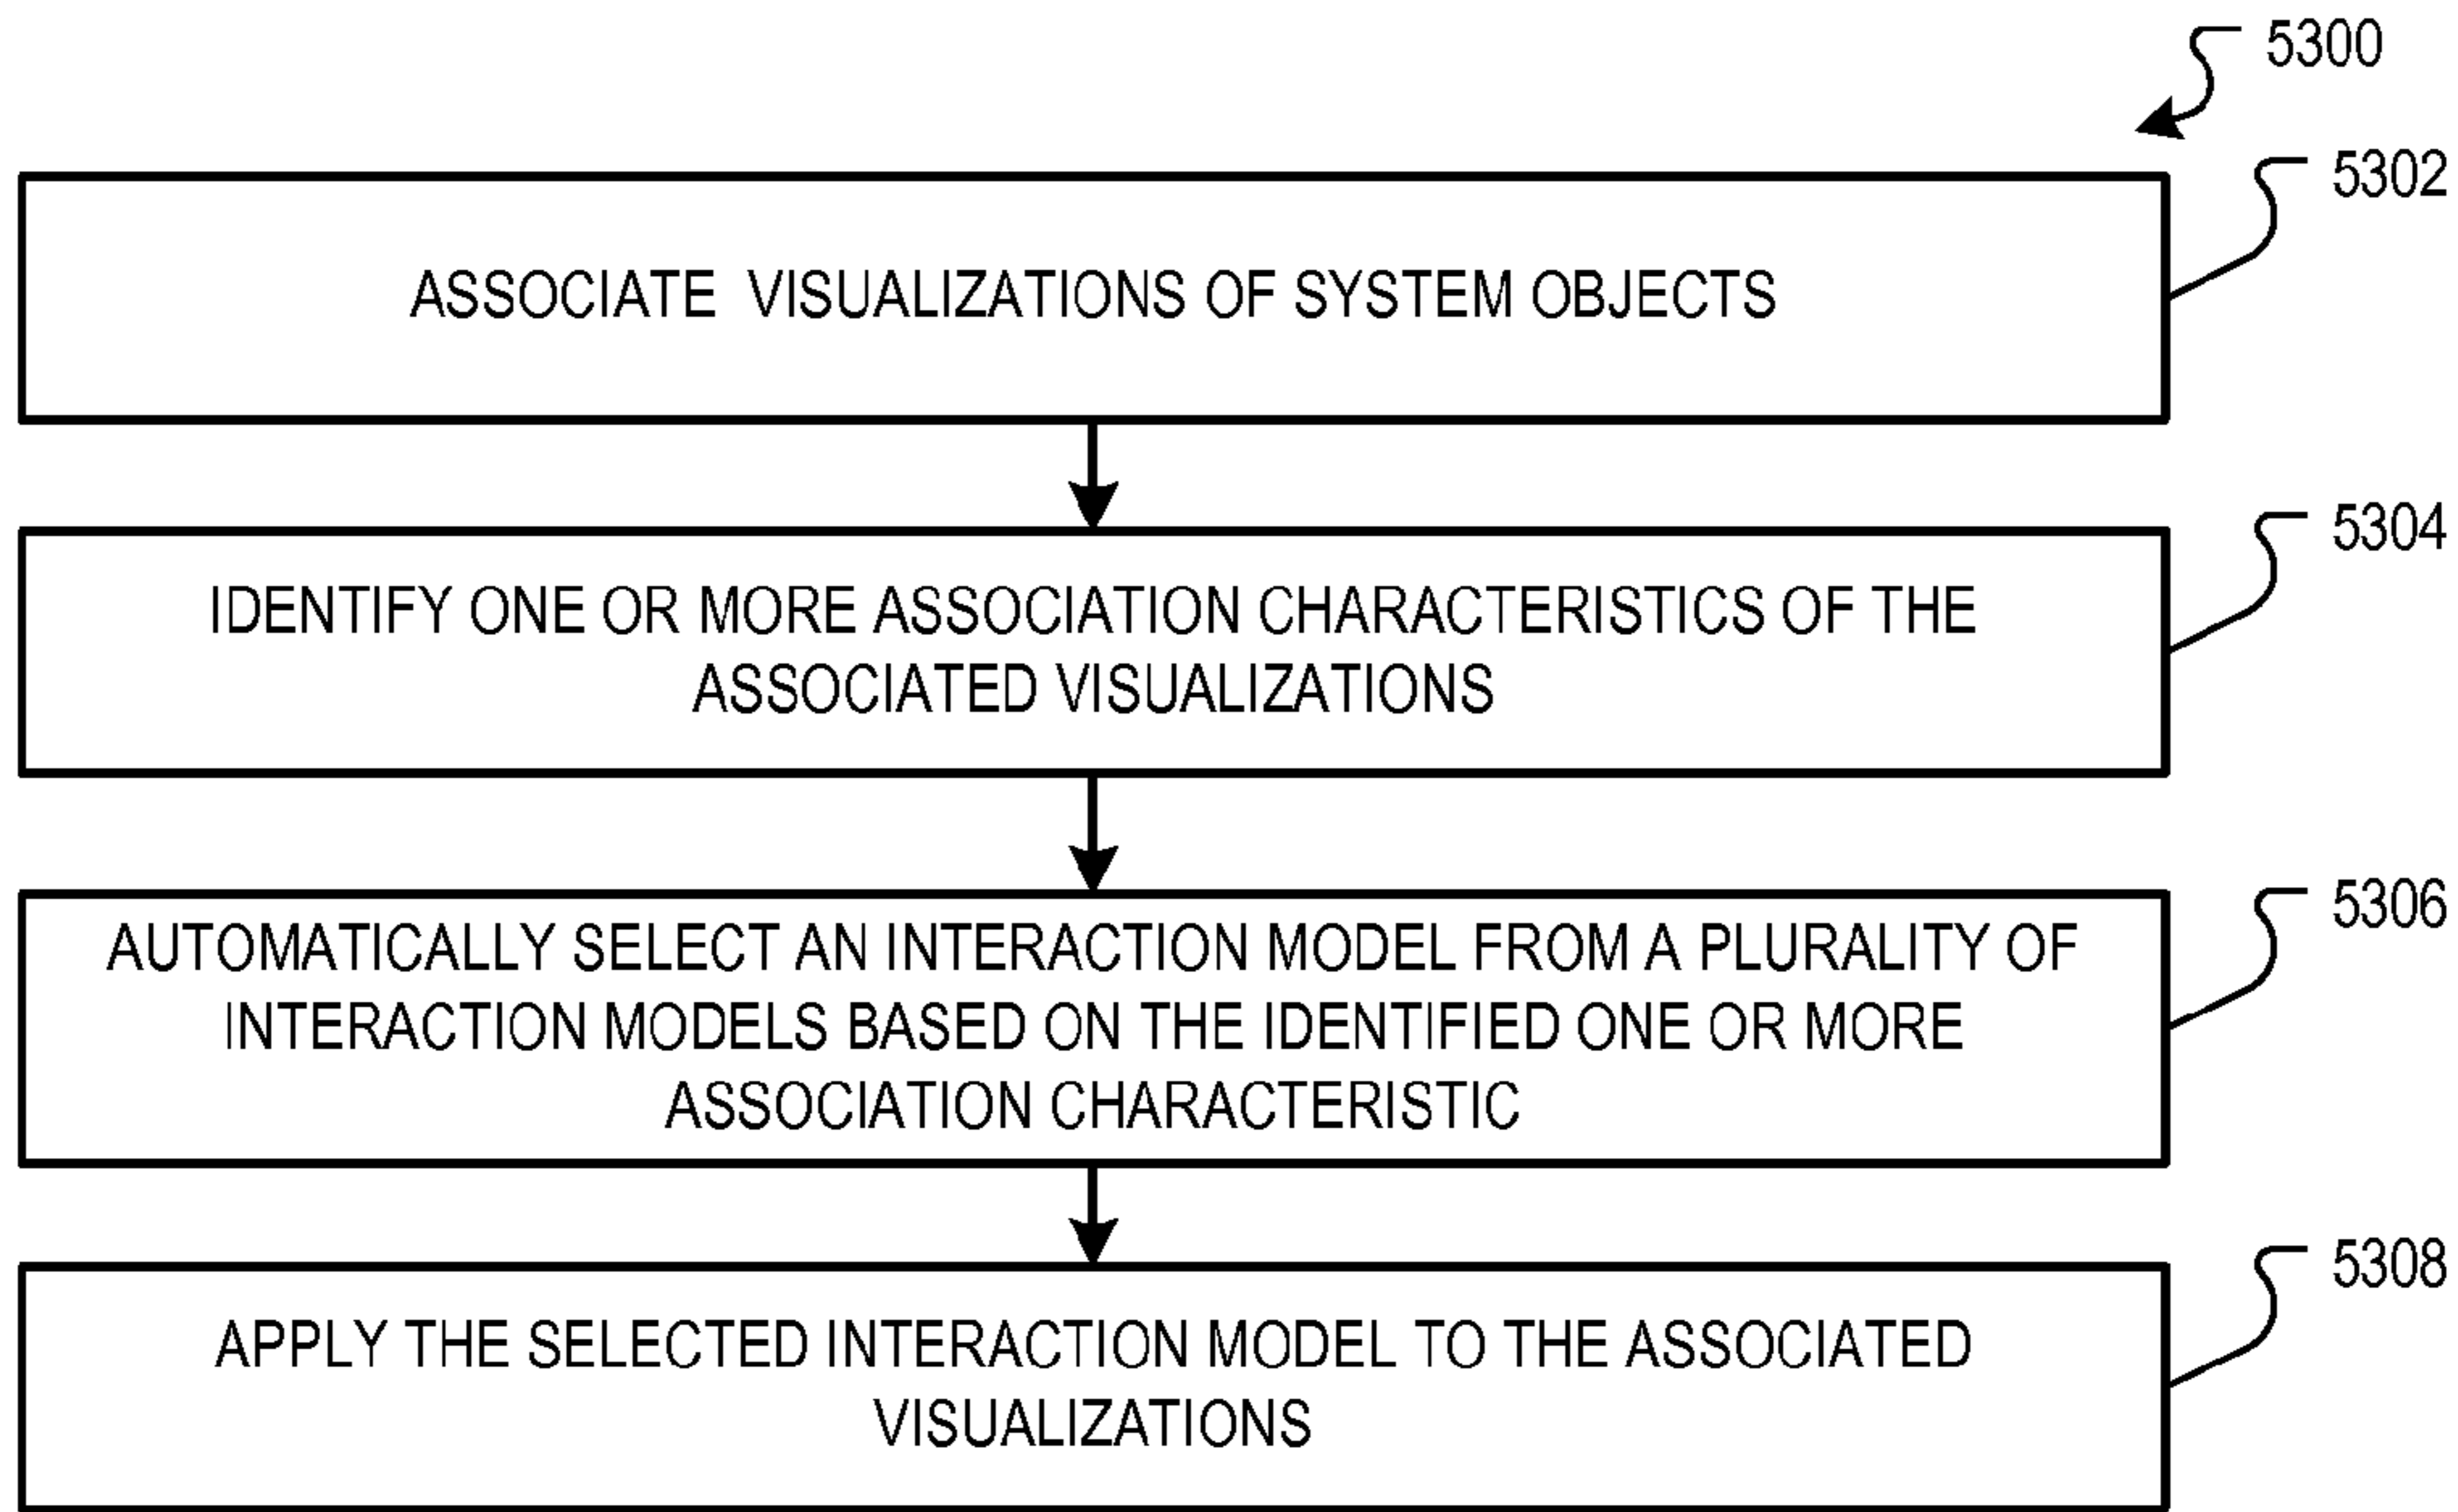 5300
5302
ASSOCIATE VISUALIZATIONS OF SYSTEM OBJECTS
5304
IDENTIFY ONE OR MORE ASSOCIATION CHARACTERISTICS OF THE
ASSOCIATED VISUALIZATIONS
5306
AUTOMATICALLY SELECT AN INTERACTION MODEL FROM A PLURALITY OF
INTERACTION MODELS BASED ON THE IDENTIFIED ONE OR MORE
ASSOCIATION CHARACTERISTIC
5308
APPLY THE SELECTED INTERACTION MODEL TO THE ASSOCIATED
VISUALIZATIONS